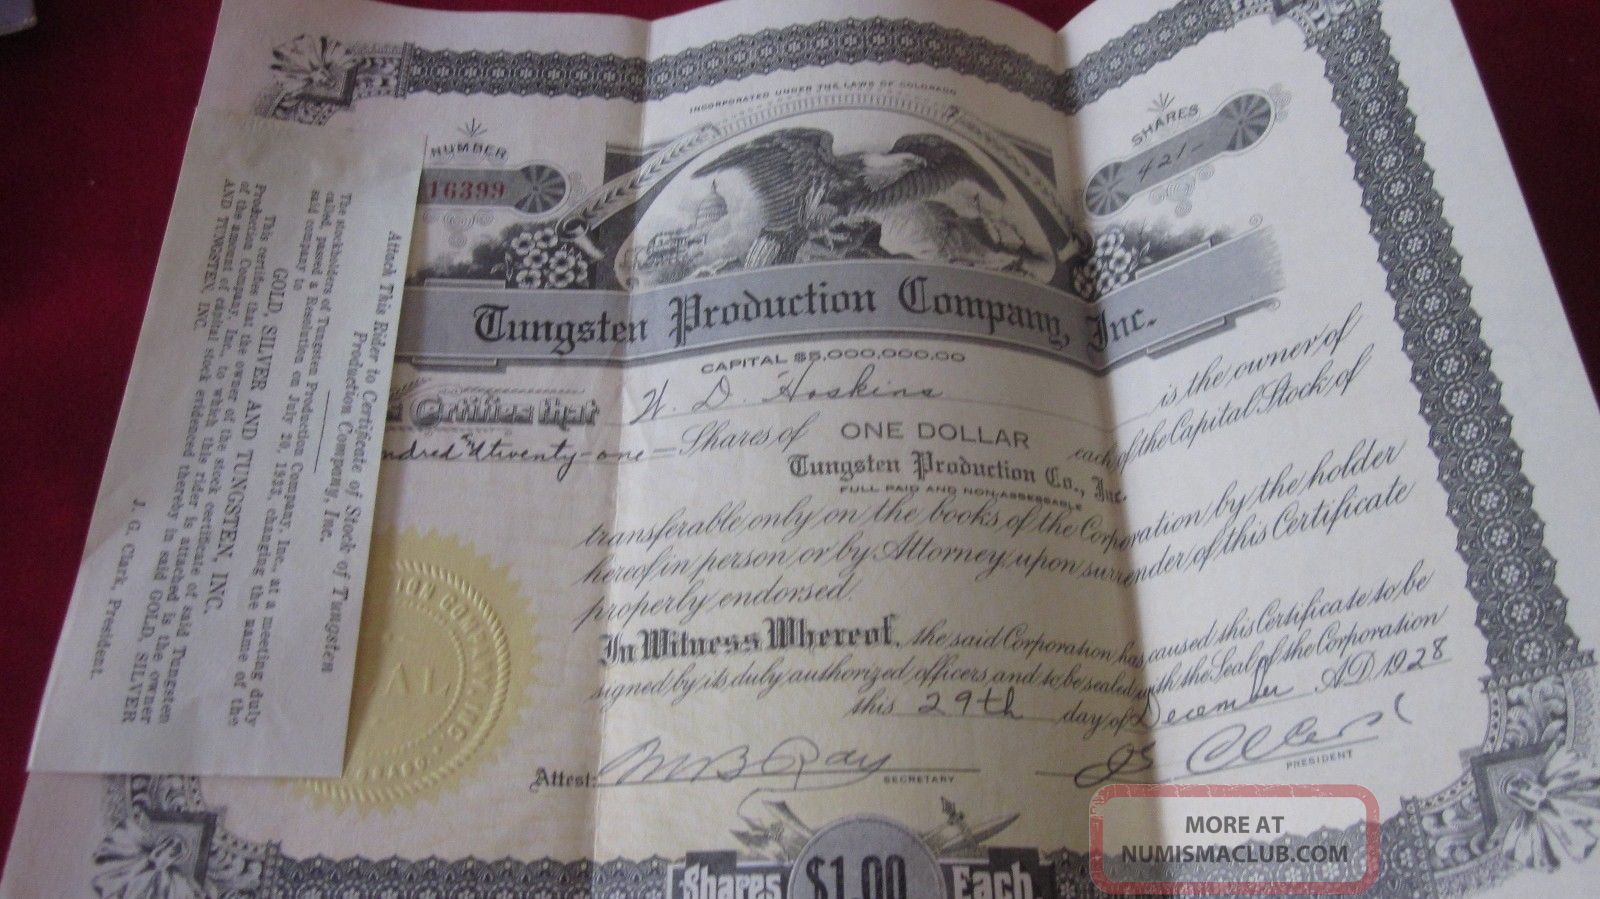 INCORPORATED UNDER THE LAWS OF COLORADO
NUMBER
16399
SHARES
421-
Tungsten Production Company, Inc.
CAPITAL $5,000,000.00
Certifies that W. D. Hoskins is the owner of
ndred and twenty-one — Shares of ONE DOLLAR each of the Capital Stock of
Tungsten Production Co., Inc.
FULL PAID AND NON-ASSESSABLE
transferable only on the books of the Corporation by the holder
hereof in person or by Attorney upon surrender of this Certificate
properly endorsed.
In Witness Whereof, the said Corporation has caused this Certificate to be
signed by its duly authorized officers and to be sealed with the Seal of the Corporation
this 29th day of December A.D. 1928
Attest:
SECRETARY
PRESIDENT
Shares $1.00 Each
Attach This Rider to Certificate of Stock of Tungsten
Production Company, Inc.
The stockholders of Tungsten Production Company, Inc., at a meeting duly
called, passed a Resolution on July 20, 1933, changing the name of the
said company to
GOLD, SILVER AND TUNGSTEN, INC.
This certifies that the owner of the stock certificate of said Tungsten
Production Company, Inc., to which this rider is attached is the owner
of the amount of capital stock evidenced thereby in said GOLD, SILVER
AND TUNGSTEN, INC.
J. G. Clark, President.
MORE AT
NUMISMACLUB.COM